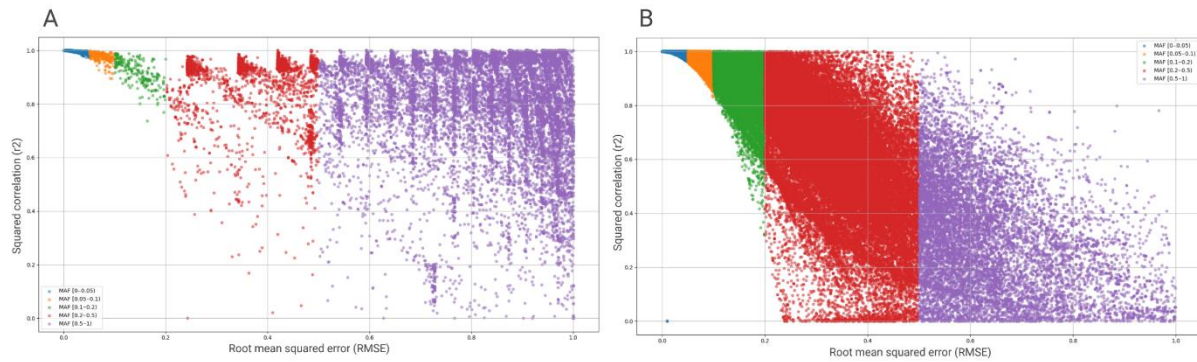 A
1.0
0.8
0.6
0.4
0.2
0.0
Squared correlation (r2)
MAF [0-0.05)
MAF [0.05-0.1)
MAF [0.1-0.2)
MAF [0.2-0.5)
MAF [0.5-1)
0.0 0.2 0.4 0.6 0.8 1.0
Root mean squared error (RMSE)
B
1.0
0.8
0.6
0.4
0.2
0.0
Squared correlation (r2)
MAF [0-0.05)
MAF [0.05-0.1)
MAF [0.1-0.2)
MAF [0.2-0.5)
MAF [0.5-1)
0.0 0.2 0.4 0.6 0.8 1.0
Root mean squared error (RMSE)